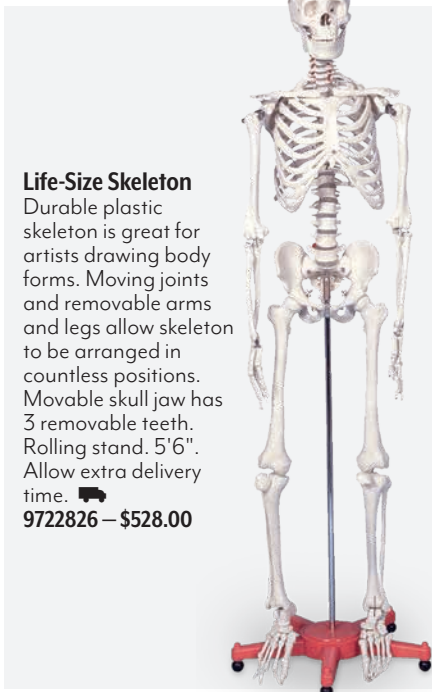 Life-Size Skeleton
Durable plastic
skeleton is great for
artists drawing body
forms. Moving joints
and removable arms
and legs allow skeleton
to be arranged in
countless positions.
Movable skull jaw has
3 removable teeth.
Rolling stand. 5'6".
Allow extra delivery
time.
9722826 — $528.00